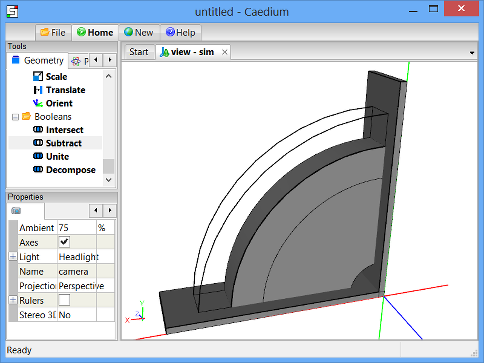 untitled - Caedium
File Home New Help
Tools
Geometry
Scale
Translate
Orient
Booleans
Intersect
Subtract
Unite
Decompose
Properties
Ambient 75 %
Axes
Light Headlight
Name camera
Projection Perspective
Rulers
Stereo 3D No
Start view - sim
Y
Z
X
Ready